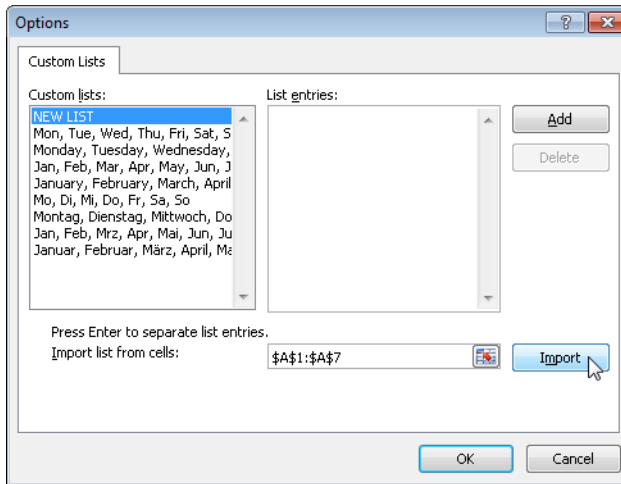 Options
Custom Lists
Custom lists:
NEW LIST
Mon, Tue, Wed, Thu, Fri, Sat, S
Monday, Tuesday, Wednesday,
Jan, Feb, Mar, Apr, May, Jun, J
January, February, March, April
Mo, Di, Mi, Do, Fr, Sa, So
Montag, Dienstag, Mittwoch, Do
Jan, Feb, Mrz, Apr, Mai, Jun, Ju
Januar, Februar, März, April, Ma
List entries:
Add
Delete
Press Enter to separate list entries.
Import list from cells:
$A$1:$A$7
Import
OK
Cancel